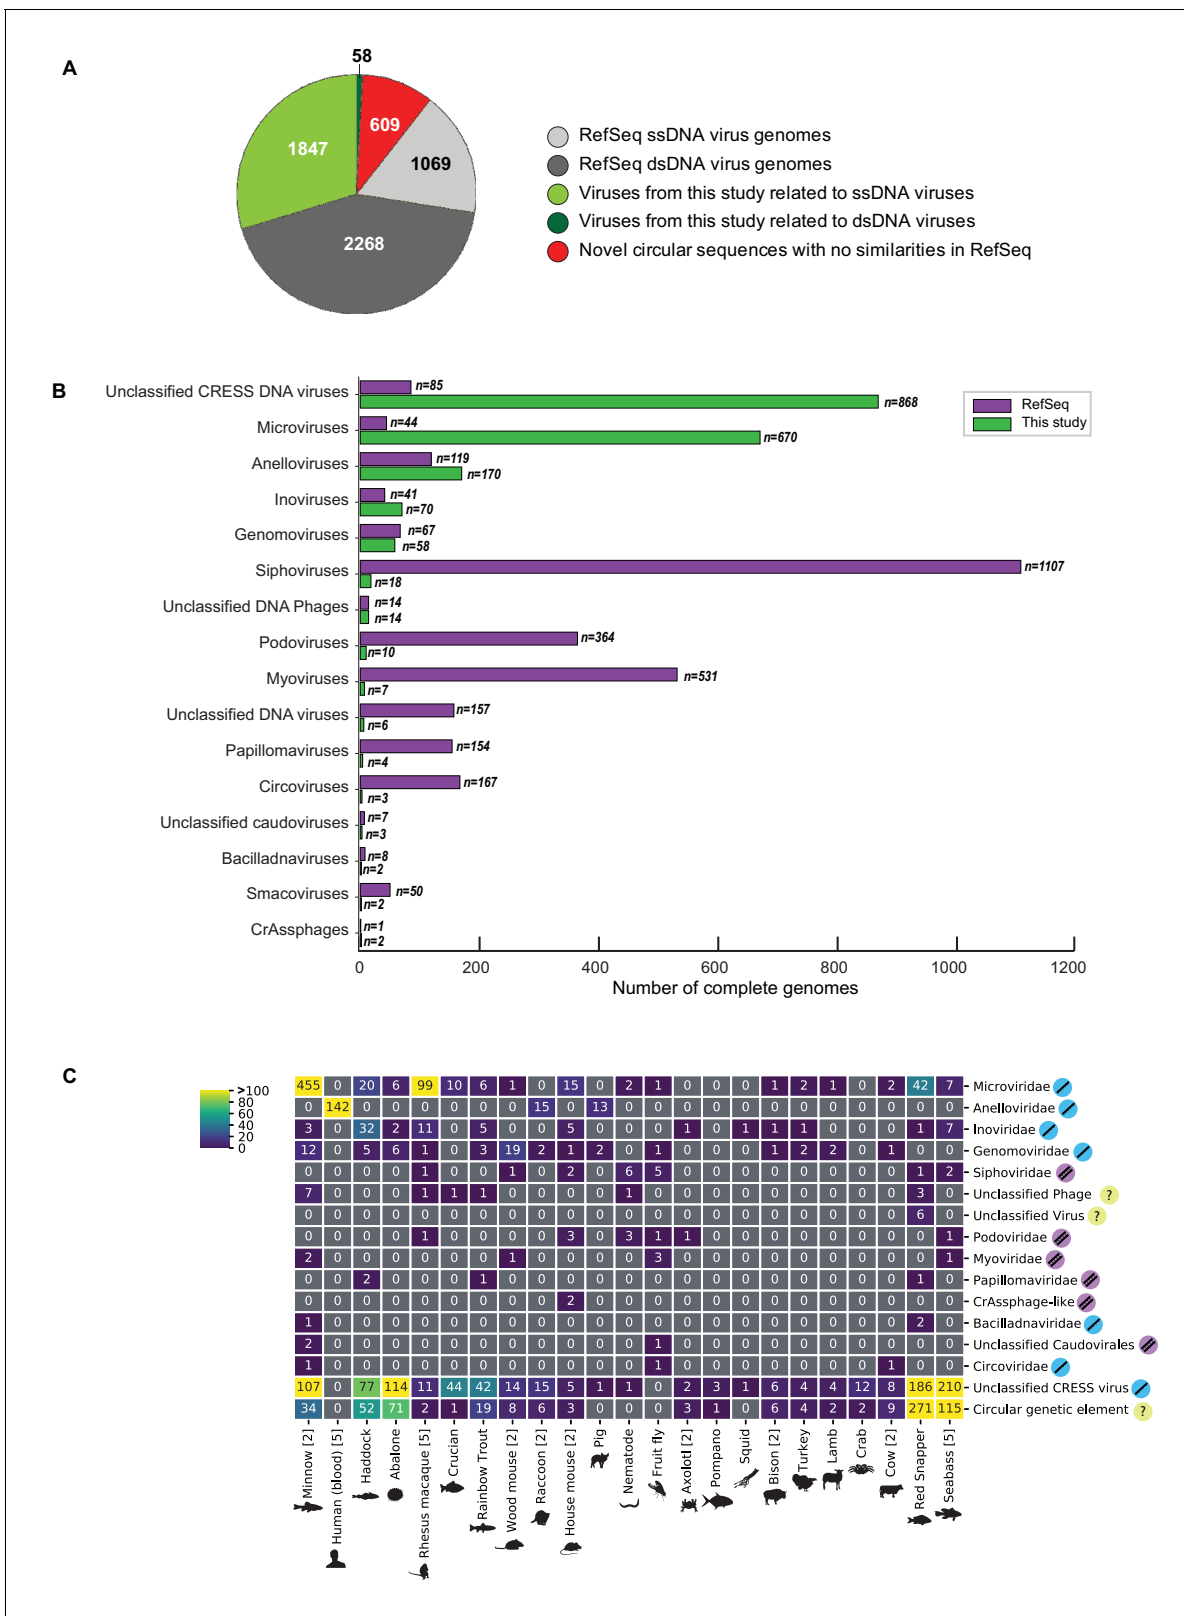 A
58
609
1847
1069
2268
RefSeq ssDNA virus genomes
RefSeq dsDNA virus genomes
Viruses from this study related to ssDNA viruses
Viruses from this study related to dsDNA viruses
Novel circular sequences with no similarities in RefSeq
B
RefSeq
This study
Unclassified CRESS DNA viruses n=85
n=868
Microviruses n=44
n=670
Anelloviruses n=119
n=170
Inoviruses n=41
n=70
Genomoviruses n=67
n=58
Siphoviruses n=1107
n=18
Unclassified DNA Phages n=14
n=14
Podoviruses n=364
n=10
Myoviruses n=531
n=7
Unclassified DNA viruses n=157
n=6
Papillomaviruses n=154
n=4
Circoviruses n=167
n=3
Unclassified caudoviruses n=7
n=3
Bacilladnaviruses n=8
n=2
Smacoviruses n=50
n=2
CrAssphages n=1
n=2
0 200 400 600 800 1000 1200
Number of complete genomes
C
>100
80
60
40
20
0
455 0 20 6 99 10 6 1 0 15 0 2 1 0 0 0 1 2 1 0 2 42 7 Microviridae
0 142 0 0 0 0 0 0 15 0 13 0 0 0 0 0 0 0 0 0 0 0 0 Anelloviridae
3 0 32 2 11 0 5 0 0 5 0 0 0 1 0 1 1 1 0 0 0 1 7 Inoviridae
12 0 5 6 1 0 3 19 2 1 2 0 1 0 0 0 1 2 2 0 1 0 0 Genomoviridae
0 0 0 0 1 0 0 1 0 2 0 6 5 0 0 0 0 0 0 0 0 1 2 Siphoviridae
7 0 0 0 1 1 1 0 0 0 0 1 0 0 0 0 0 0 0 0 0 3 0 Unclassified Phage ?
0 0 0 0 0 0 0 0 0 0 0 0 0 0 0 0 0 0 0 0 0 6 0 Unclassified Virus ?
0 0 0 0 1 0 0 0 0 3 0 3 1 1 0 0 0 0 0 0 0 0 1 Podoviridae
2 0 0 0 0 0 0 1 0 0 0 0 3 0 0 0 0 0 0 0 0 0 1 Myoviridae
0 0 2 0 0 0 1 0 0 0 0 0 0 0 0 0 0 0 0 0 0 1 0 Papillomaviridae
0 0 0 0 0 0 0 0 0 2 0 0 0 0 0 0 0 0 0 0 0 0 0 CrAssphage-like
1 0 0 0 0 0 0 0 0 0 0 0 0 0 0 0 0 0 0 0 0 2 0 Bacilladnaviridae
2 0 0 0 0 0 0 0 0 0 0 0 1 0 0 0 0 0 0 0 0 0 0 Unclassified Caudovirales
1 0 0 0 0 0 0 0 0 0 0 0 1 0 0 0 0 0 0 0 1 0 0 Circoviridae
107 0 77 114 11 44 42 14 15 5 1 1 0 2 3 1 6 4 4 12 8 186 210 Unclassified CRESS virus
34 0 52 71 2 1 19 8 6 3 0 0 0 3 1 0 6 4 2 2 9 271 115 Circular genetic element ?
Minnow [2]
Human (blood) [5]
Haddock
Abalone
Rhesus macaque [5]
Crucian
Rainbow Trout
Wood mouse [2]
Raccoon [2]
House mouse [2]
Pig
Nematode
Fruit fly
Axolotl [2]
Pompano
Squid
Bison [2]
Turkey
Lamb
Crab
Cow [2]
Red Snapper
Seabass [5]